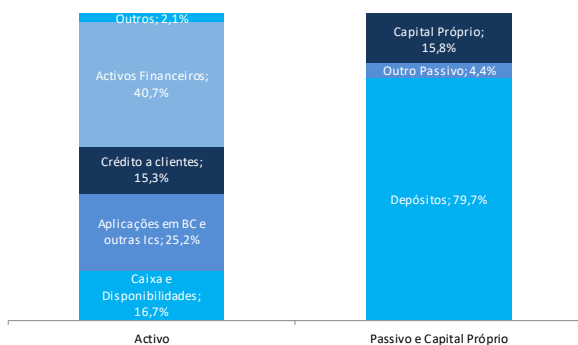 Outros; 2,1%
Activos Financeiros;
40,7%
Crédito a clientes;
15,3%
Aplicações em BC e
outras Ics; 25,2%
Caixa e
Disponibilidades;
16,7%
Activo
Capital Próprio;
15,8%
Outro Passivo; 4,4%
Depósitos; 79,7%
Passivo e Capital Próprio